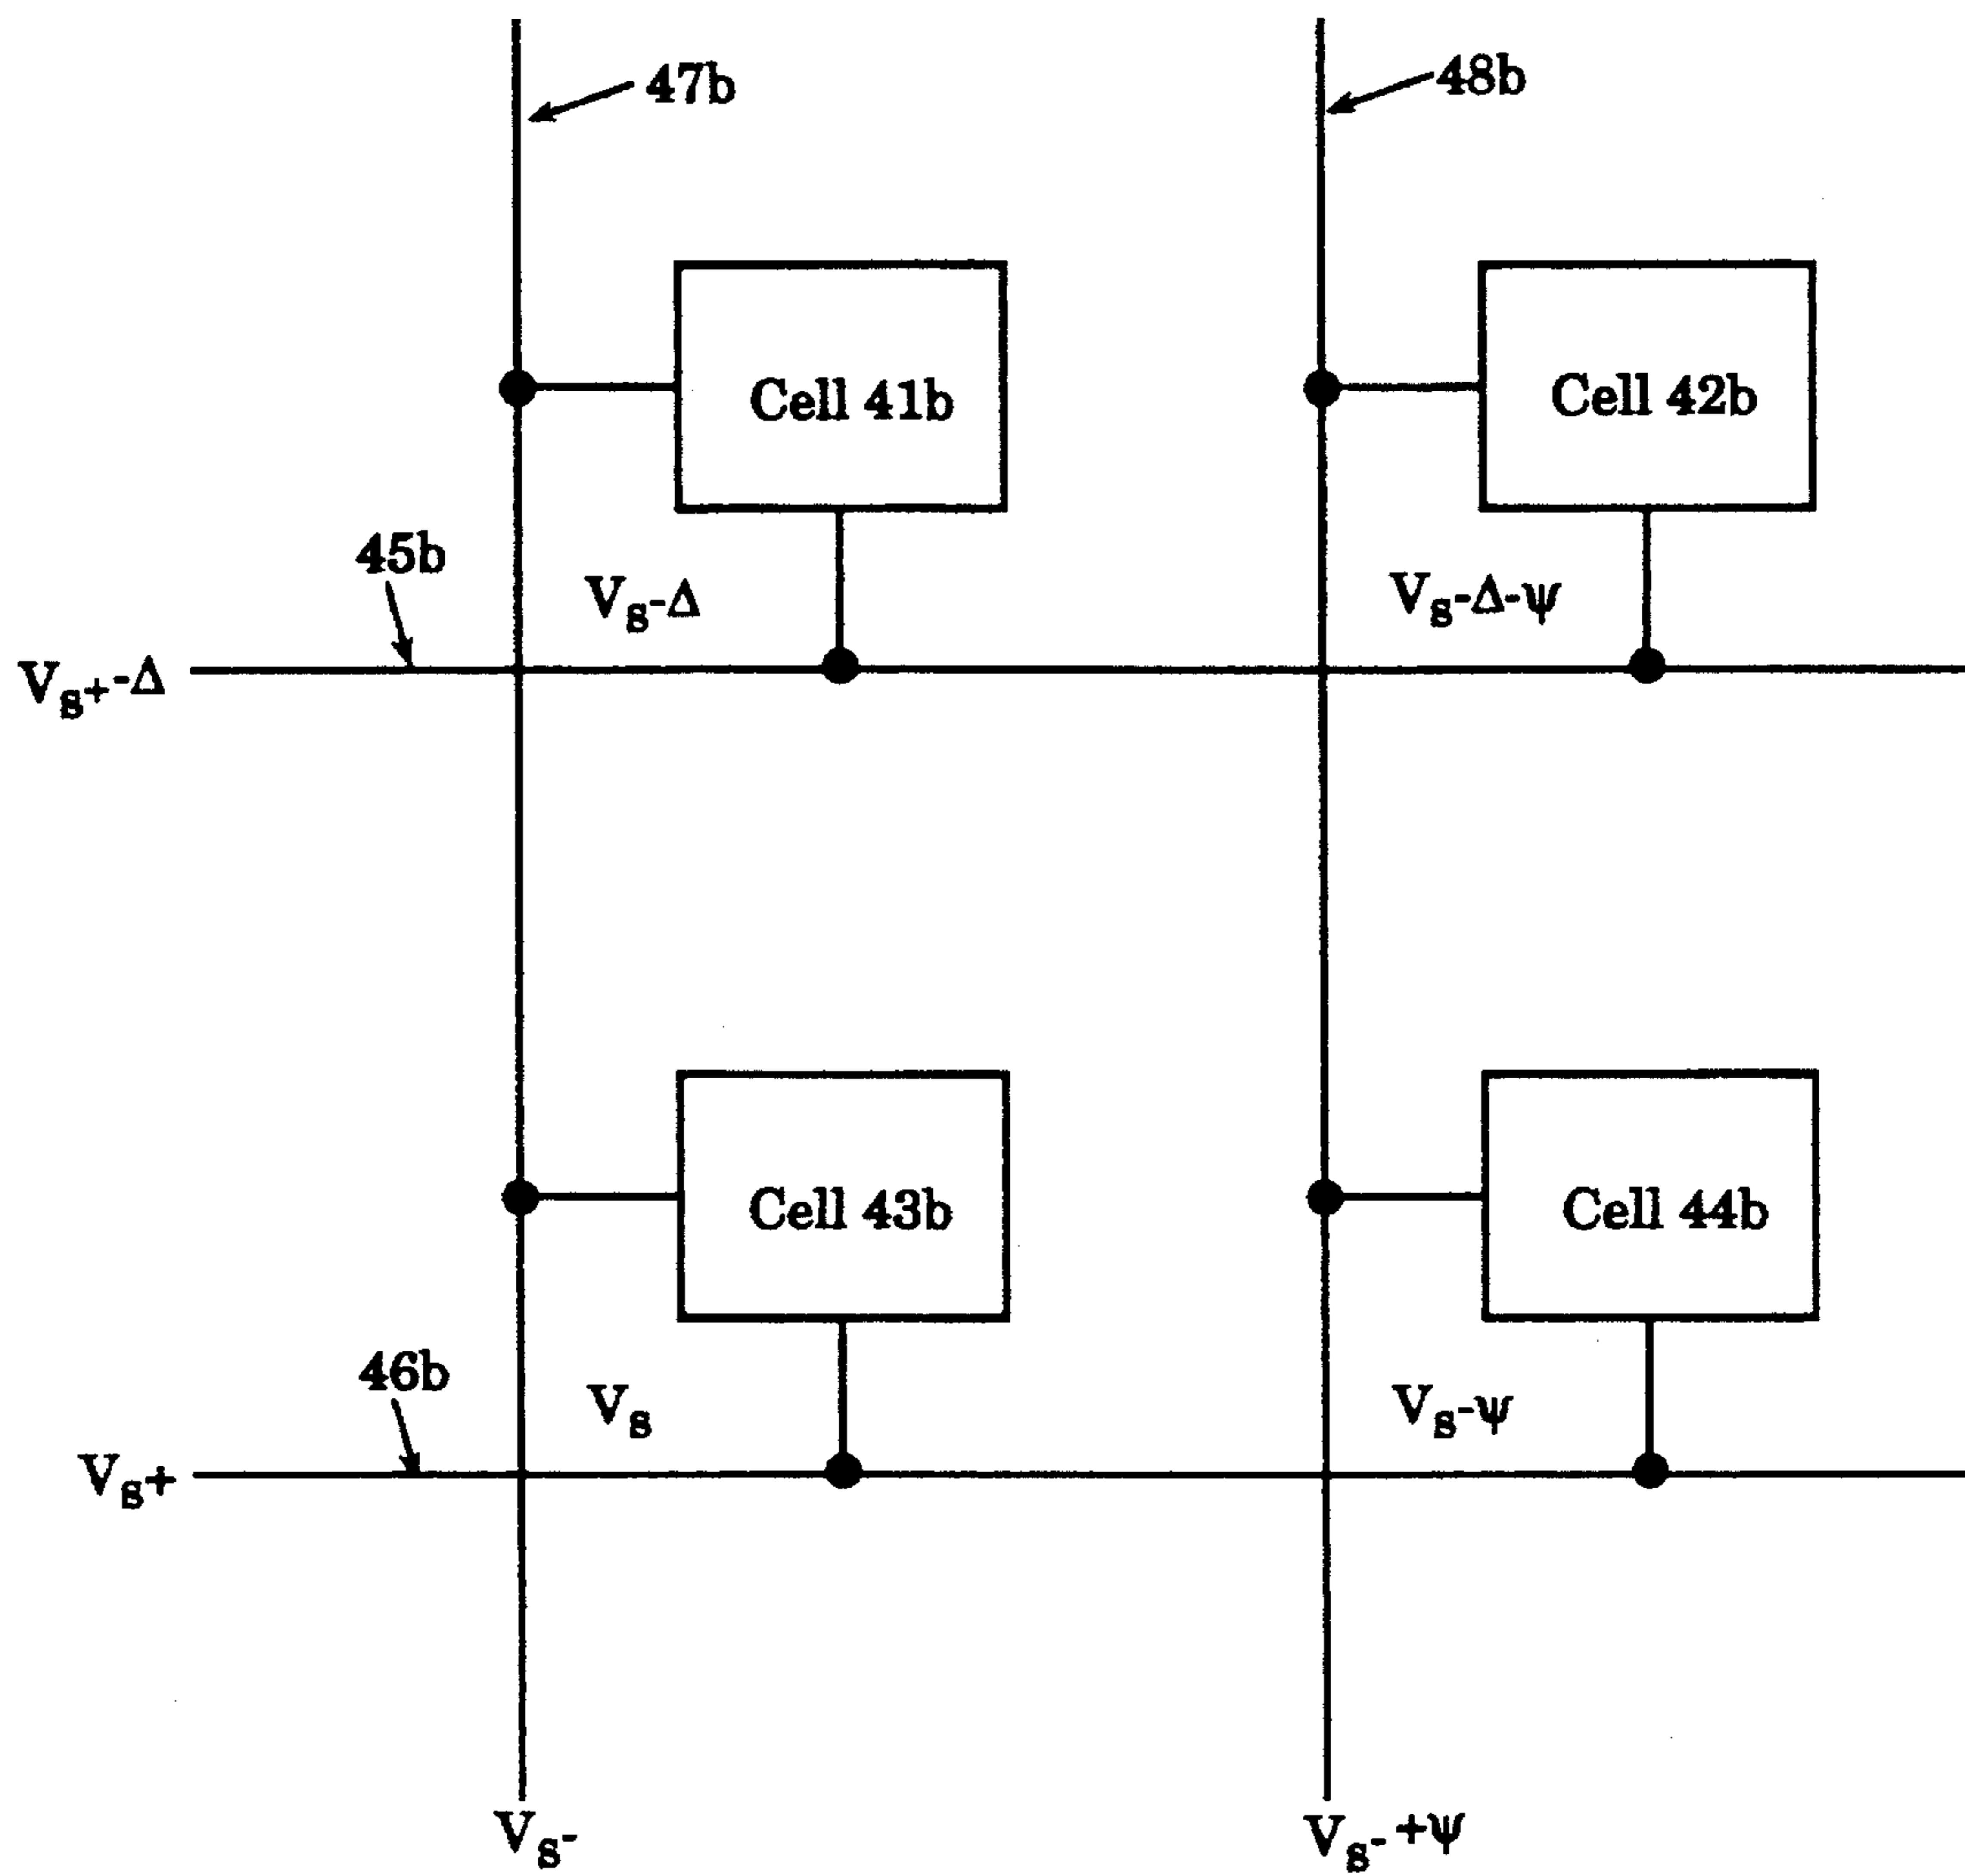 47b
48b
Cell 41b
Cell 42b
45b
Vs-Δ
Vs-Δ-ψ
Vs+-Δ
Cell 43b
Cell 44b
46b
Vs
Vs-ψ
Vs+
Vs-
Vs-+ψ